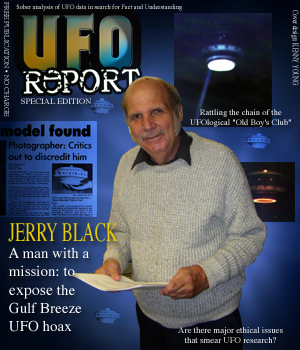 Sober analysis of UFO data in search for Fact and Understanding
FREE PUBLICATION • NO CHARGE
Cover design KENNY YOUNG
UFO
REPORT
SPECIAL EDITION
Rattling the chain of the
UFOlogical "Old Boy's Club"
model found
Photographer: Critics
out to discredit him
JERRY BLACK
A man with a
mission: to
expose the
Gulf Breeze
UFO hoax
Are there major ethical issues
that smear UFO research?